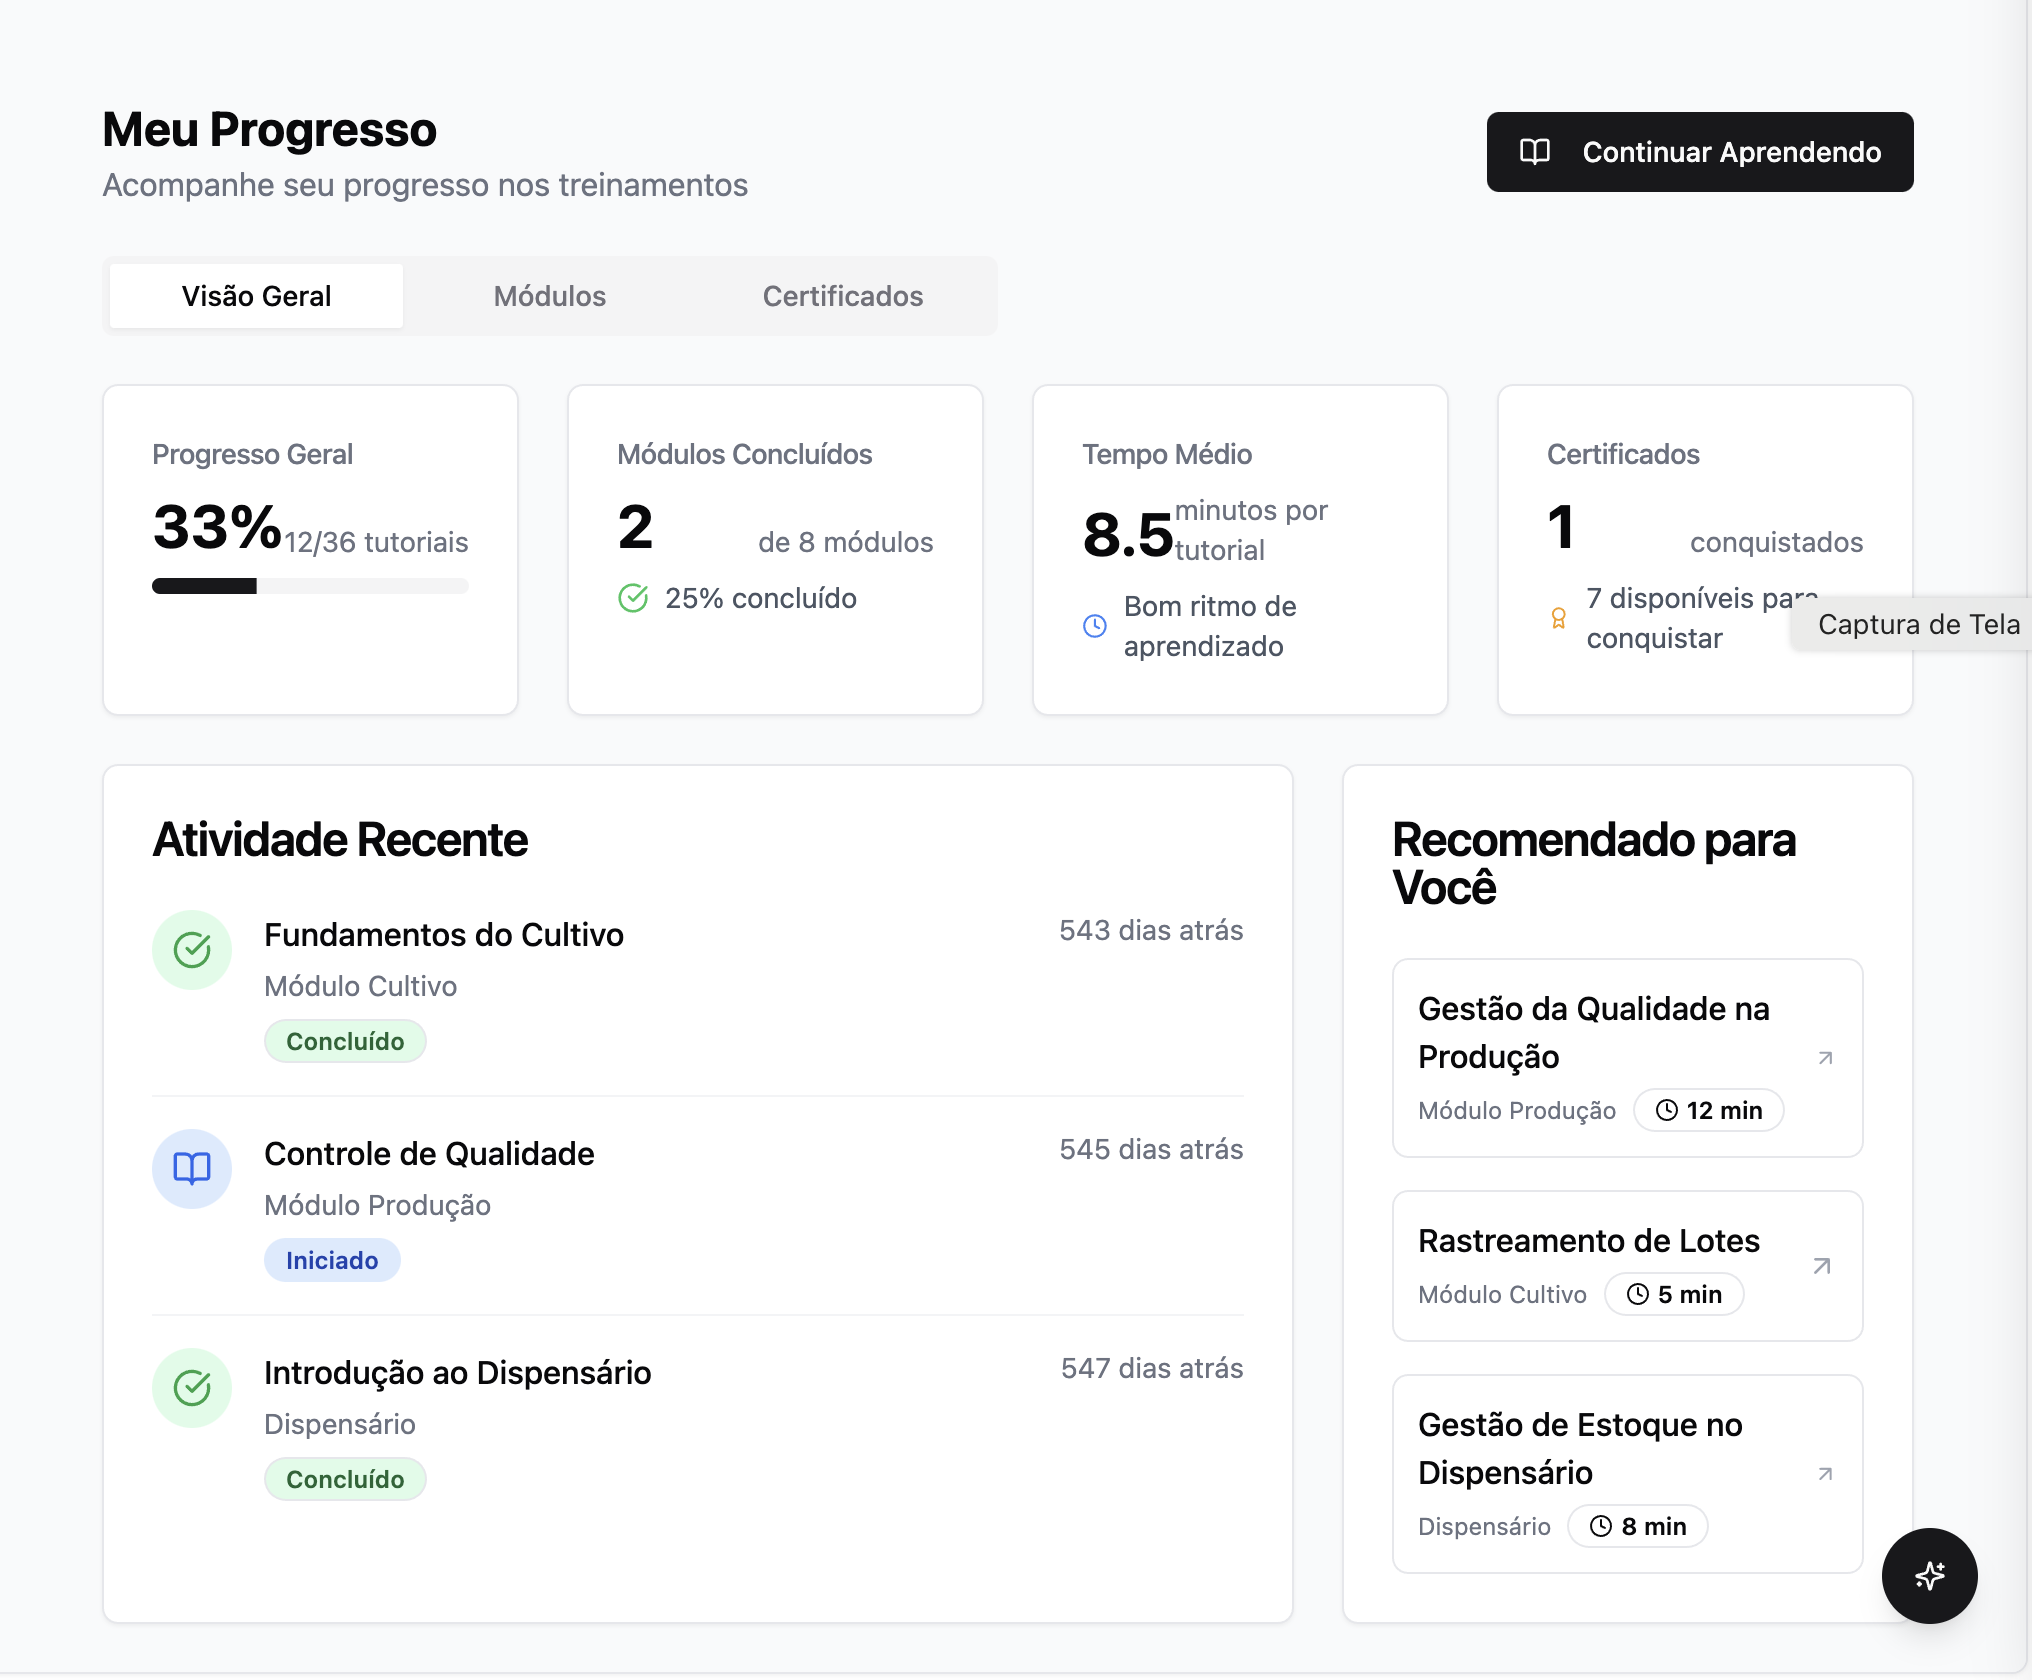 Meu Progresso
Acompanhe seu progresso nos treinamentos
Continuar Aprendendo
Visão Geral
Módulos
Certificados
Progresso Geral
33%
12/36 tutoriais
Módulos Concluídos
2
de 8 módulos
25% concluído
Tempo Médio
8.5
minutos por
tutorial
Bom ritmo de
aprendizado
Certificados
1
conquistados
7 disponíveis para
conquistar
Captura de Tela
Atividade Recente
Fundamentos do Cultivo
543 dias atrás
Módulo Cultivo
Concluído
Controle de Qualidade
545 dias atrás
Módulo Produção
Iniciado
Introdução ao Dispensário
547 dias atrás
Dispensário
Concluído
Recomendado para
Você
Gestão da Qualidade na
Produção
Módulo Produção
12 min
Rastreamento de Lotes
Módulo Cultivo
5 min
Gestão de Estoque no
Dispensário
Dispensário
8 min